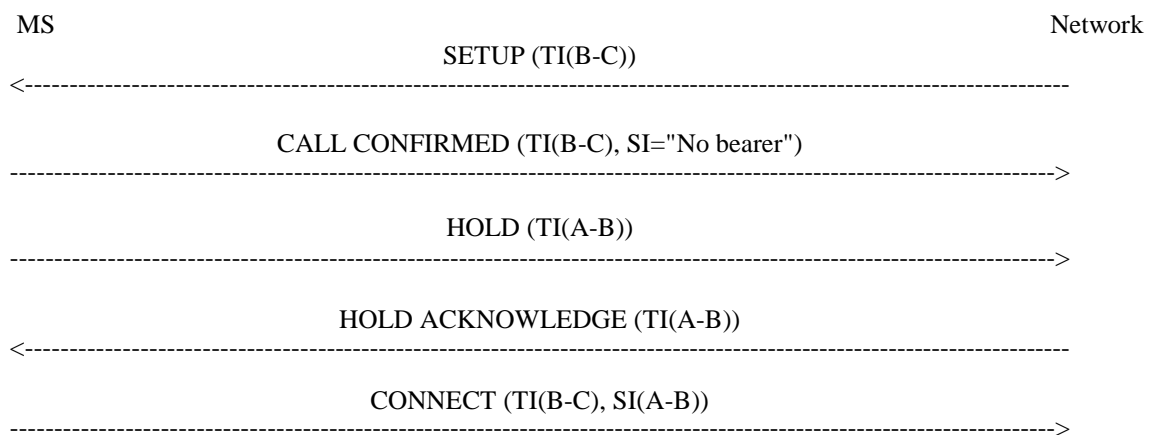 MS Network
SETUP (TI(B-C))
<---------------------------------------------------------------------------------------------------------------------
CALL CONFIRMED (TI(B-C), SI="No bearer")
--------------------------------------------------------------------------------------------------------------------->
HOLD (TI(A-B))
--------------------------------------------------------------------------------------------------------------------->
HOLD ACKNOWLEDGE (TI(A-B))
<---------------------------------------------------------------------------------------------------------------------
CONNECT (TI(B-C), SI(A-B))
--------------------------------------------------------------------------------------------------------------------->